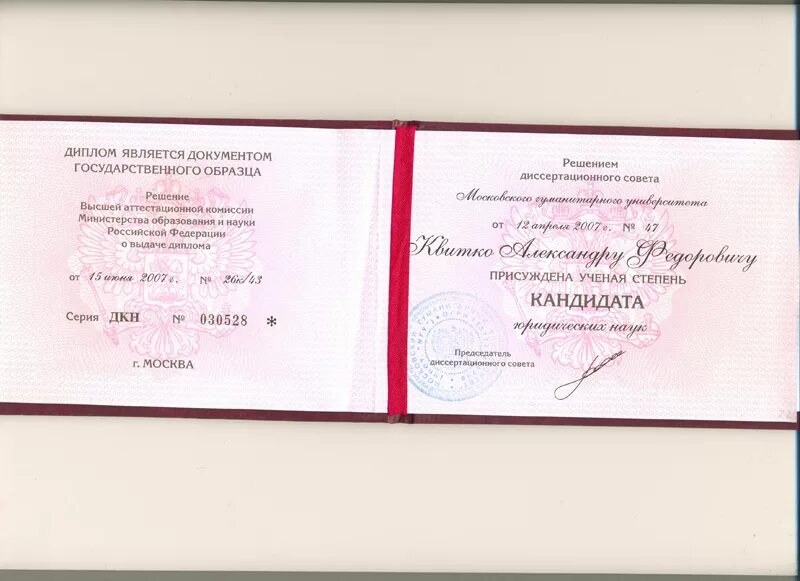 ДИПЛОМ ЯВЛЯЕТСЯ ДОКУМЕНТОМ
ГОСУДАРСТВЕННОГО ОБРАЗЦА
Решение
Высшей аттестационной комиссии
Министерства образования и науки
Российской Федерации
о выдаче диплома
от 15 июня 2007 г. № 26к/43
Серия ДКН № 030528 *
г. МОСКВА
Решением
диссертационного совета
Московского гуманитарного университета
от 12 апреля 2007 г. № 47
Квитко Александру Федоровичу
ПРИСУЖДЕНА УЧЕНАЯ СТЕПЕНЬ
КАНДИДАТА
юридических наук
Председатель
диссертационного совета